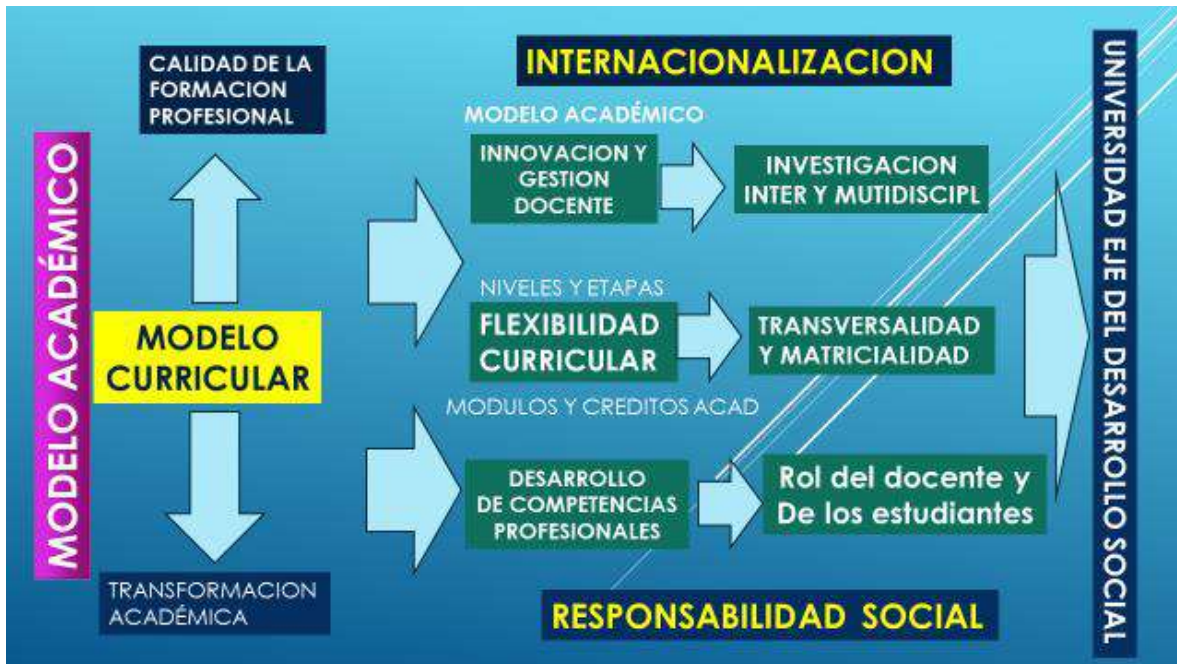 MODELO ACADÉMICO
CALIDAD DE LA
FORMACION
PROFESIONAL
MODELO
CURRICULAR
TRANSFORMACION
ACADÉMICA
INTERNACIONALIZACION
MODELO ACADÉMICO
INNOVACION Y
GESTION
DOCENTE
INVESTIGACION
INTER Y MUTIDISCIPL
NIVELES Y ETAPAS
FLEXIBILIDAD
CURRICULAR
TRANSVERSALIDAD
Y MATRICIALIDAD
MODULOS Y CREDITOS ACAD
DESARROLLO
DE COMPETENCIAS
PROFESIONALES
Rol del docente y
De los estudiantes
RESPONSABILIDAD SOCIAL
UNIVERSIDAD EJE DEL DESARROLLO SOCIAL